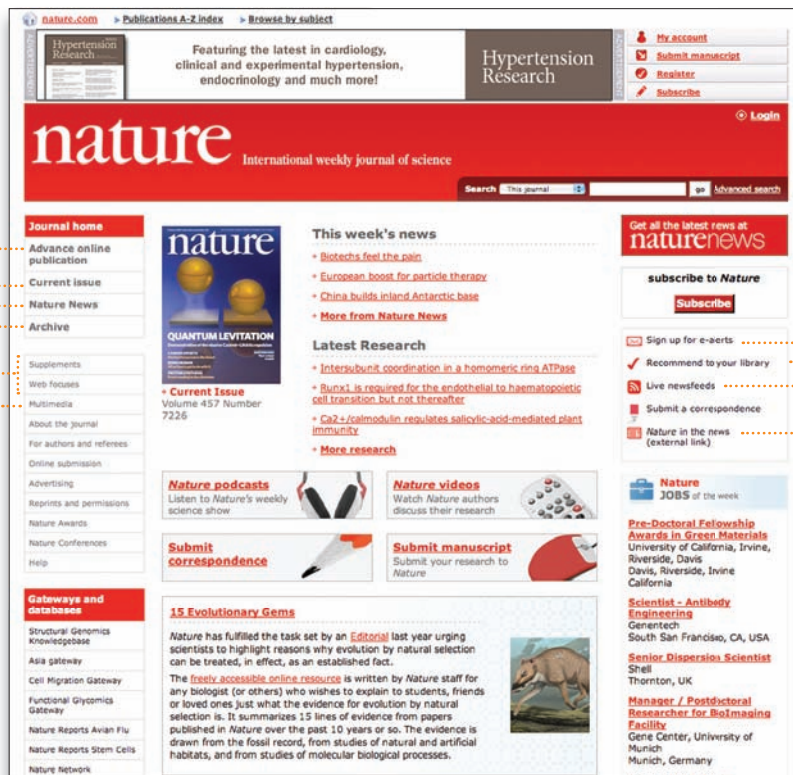 nature.com Publications A-Z index Browse by subject
ADVERTISEMENT
Hypertension
Research
Featuring the latest in cardiology,
clinical and experimental hypertension,
endocrinology and much more!
Hypertension
Research
ADVERTISEMENT
My account
Submit manuscript
Register
Subscribe
Login
nature International weekly journal of science
Search This journal go Advanced search
Journal home
Advance online
publication
Current issue
Nature News
Archive
Supplements
Web focuses
Multimedia
About the journal
For authors and referees
Online submission
Advertising
Reprints and permissions
Nature Awards
Nature Conferences
Help
Gateways and
databases
Structural Genomics
Knowledgebase
Asia gateway
Cell Migration Gateway
Functional Glycomics
Gateway
Nature Reports Avian Flu
Nature Reports Stem Cells
Nature Network
nature
QUANTUM LEVITATION
Current Issue
Volume 457 Number
7226
This week's news
Biotechs feel the pain
European boost for particle therapy
China builds inland Antarctic base
More from Nature News
Latest Research
Intersubunit coordination in a homomeric ring ATPase
Runx1 is required for the endothelial to haematopoietic
cell transition but not thereafter
Ca2+/calmodulin regulates salicylic-acid-mediated plant
immunity
More research
Nature podcasts
Listen to Nature's weekly
science show
Nature videos
Watch Nature authors
discuss their research
Submit
correspondence
Submit manuscript
Submit your research to
Nature
15 Evolutionary Gems
Nature has fulfilled the task set by an Editorial last year urging
scientists to highlight reasons why evolution by natural selection
can be treated, in effect, as an established fact.
The freely accessible online resource is written by Nature staff for
any biologist (or others) who wishes to explain to students, friends
or loved ones just what the evidence for evolution by natural
selection is. It summarizes 15 lines of evidence from papers
published in Nature over the past 10 years or so. The evidence is
drawn from the fossil record, from studies of natural and artificial
habitats, and from studies of molecular biological processes.
Get all the latest news at
naturenews
subscribe to Nature
Subscribe
Sign up for e-alerts
Recommend to your library
Live newsfeeds
Submit a correspondence
Nature in the news
(external link)
Nature
JOBS of the week
Pre-Doctoral Fellowship
Awards in Green Materials
University of California, Irvine,
Riverside, Davis
Davis, Riverside, Irvine
California
Scientist - Antibody
Engineering
Genentech
South San Francisco, CA, USA
Senior Dispersion Scientist
Shell
Thornton, UK
Manager / Postdoctoral
Researcher for BioImaging
Facility
Gene Center, University of
Munich
Munich, Germany